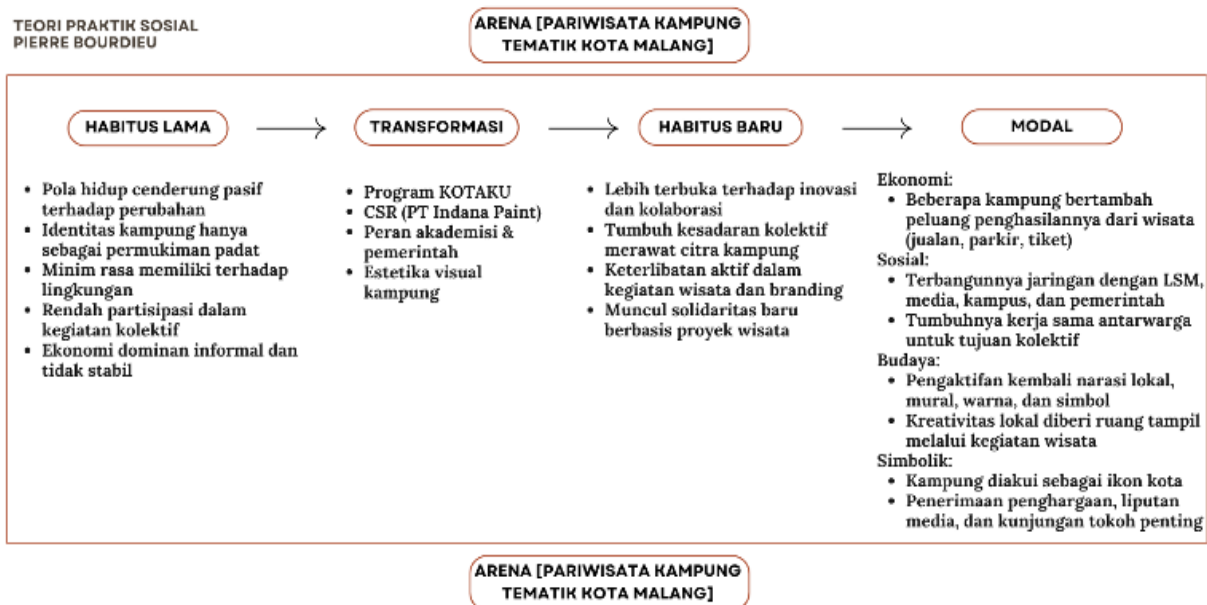 TEORI PRAKTIK SOSIAL
PIERRE BOURDIEU
ARENA [PARIWISATA KAMPUNG
TEMATIK KOTA MALANG]
HABITUS LAMA
• Pola hidup cenderung pasif
terhadap perubahan
• Identitas kampung hanya
sebagai permukiman padat
• Minim rasa memiliki terhadap
lingkungan
• Rendah partisipasi dalam
kegiatan kolektif
• Ekonomi dominan informal dan
tidak stabil
TRANSFORMASI
• Program KOTAKU
• CSR (PT Indana Paint)
• Peran akademisi &
pemerintah
• Estetika visual
kampung
HABITUS BARU
• Lebih terbuka terhadap inovasi
dan kolaborasi
• Tumbuh kesadaran kolektif
merawat citra kampung
• Keterlibatan aktif dalam
kegiatan wisata dan branding
• Muncul solidaritas baru
berbasis proyek wisata
MODAL
Ekonomi:
• Beberapa kampung bertambah
peluang penghasilannya dari wisata
(jualan, parkir, tiket)
Sosial:
• Terbangunnya jaringan dengan LSM,
media, kampus, dan pemerintah
• Tumbuhnya kerja sama antarwarga
untuk tujuan kolektif
Budaya:
• Pengaktifan kembali narasi lokal,
mural, warna, dan simbol
• Kreativitas lokal diberi ruang tampil
melalui kegiatan wisata
Simbolik:
• Kampung diakui sebagai ikon kota
• Penerimaan penghargaan, liputan
media, dan kunjungan tokoh penting
ARENA [PARIWISATA KAMPUNG
TEMATIK KOTA MALANG]